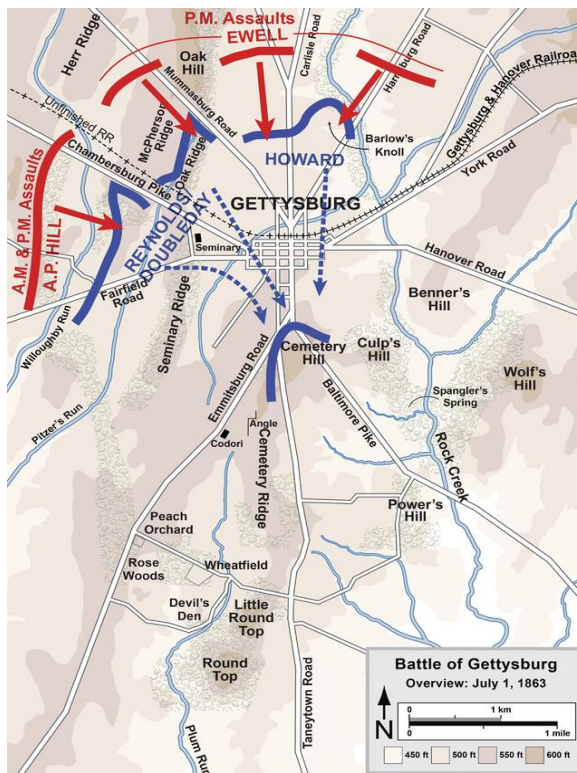 P.M. Assaults
EWELL
Herr Ridge
Oak
Hill
Mummasburg Road
Carlisle Road
Harrisburg Road
Gettysburg & Hanover Railroa
Unfinished RR
McPherson
Ridge
Chambersburg Pike
Oak Ridge
HOWARD
Barlow's
Knoll
York Road
A.M. & P.M. Assaults
A.P. HILL
REYNOLDS/
DOUBLEDAY
GETTYSBURG
Seminary
Hanover Road
Fairfield
Road
Willoughby Run
Seminary Ridge
Benner's
Hill
Cemetery
Hill
Culp's
Hill
Wolf's
Hill
Spangler's
Spring
Emmitsburg Road
Baltimore Pike
Pitzer's Run
Angle
Codori
Cemetery Ridge
Rock Creek
Power's
Hill
Peach
Orchard
Rose
Woods
Wheatfield
Devil's
Den
Little
Round
Top
Round
Top
Taneytown Road
Plum Run
Battle of Gettysburg
Overview: July 1, 1863
N
0 1 km
0 1 mile
450 ft 500 ft 550 ft 600 ft